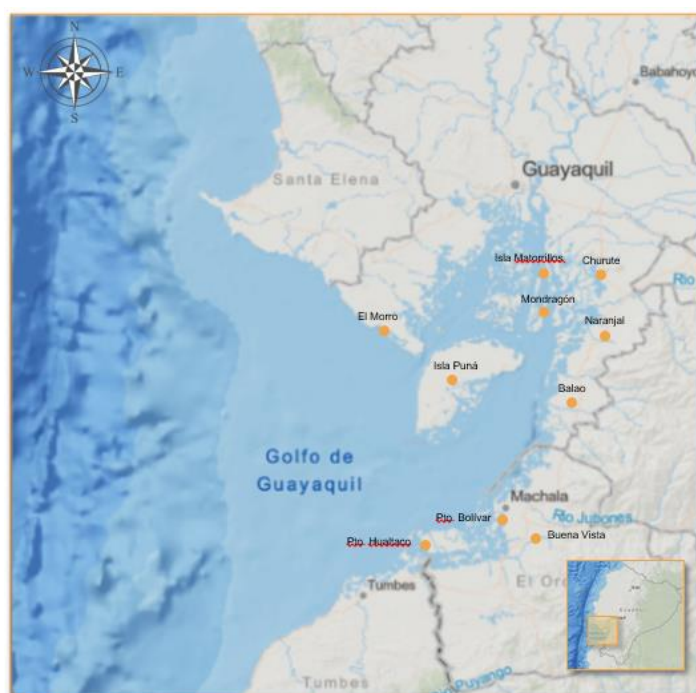 N
W E
S
Babahoyo
Guayaquil
Santa Elena
Isla Matorrillos
Churute
Río
Mondragón
El Morro
Naranjal
Isla Puná
Balao
Golfo de
Guayaquil
Machala
Pto. Bolívar
Río Jubones
Buena Vista
Pto. Hualtaco
El Oro
Tumbes
Tumbes
Río Puyango